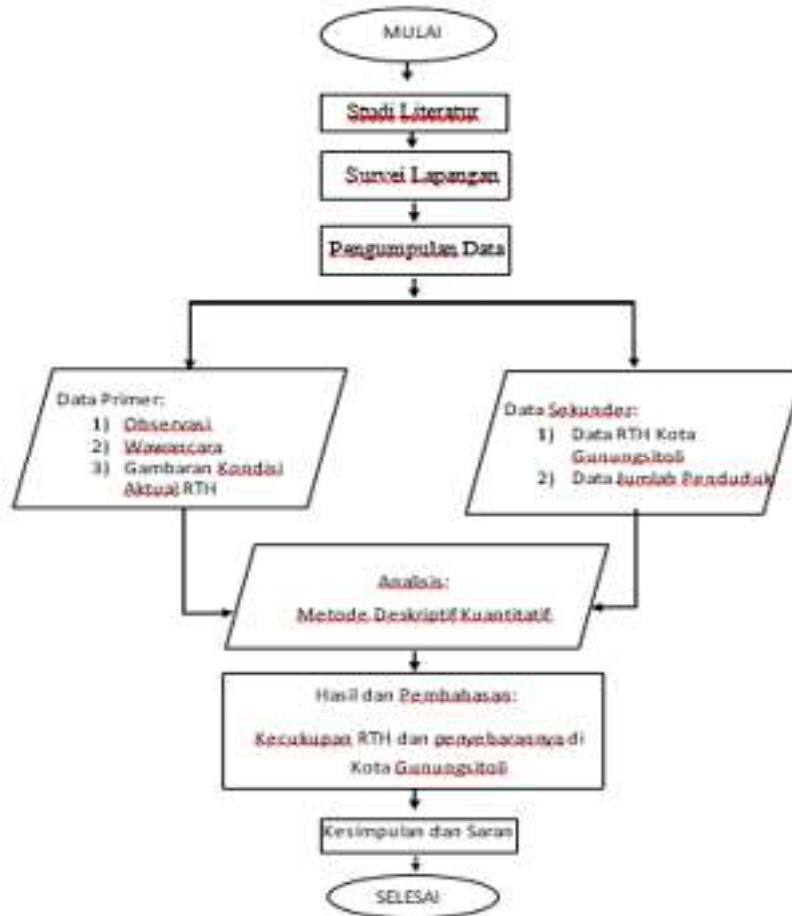 MULAI
Studi Literatur
Survei Lapangan
Pengumpulan Data
Data Primer:
1) Observasi
2) Wawancara
3) Gambaran Kondisi
Aktual RTH
Data Sekunder:
1) Data RTH Kota
Gunungsitoli
2) Data Jumlah Penduduk
Analisis:
Metode Deskriptif Kuantitatif
Hasil dan Pembahasan:
Kecukupan RTH dan penyebarannya di
Kota Gunungsitoli
Kesimpulan dan Saran
SELESAI